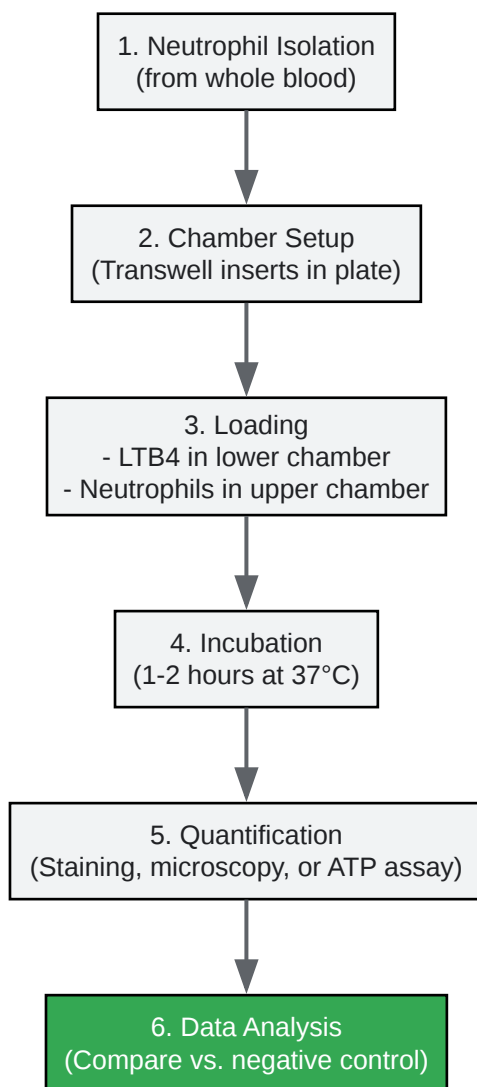 1. Neutrophil Isolation
(from whole blood)
2. Chamber Setup
(Transwell inserts in plate)
3. Loading
- LTB4 in lower chamber
- Neutrophils in upper chamber
4. Incubation
(1-2 hours at 37°C)
5. Quantification
(Staining, microscopy, or ATP assay)
6. Data Analysis
(Compare vs. negative control)